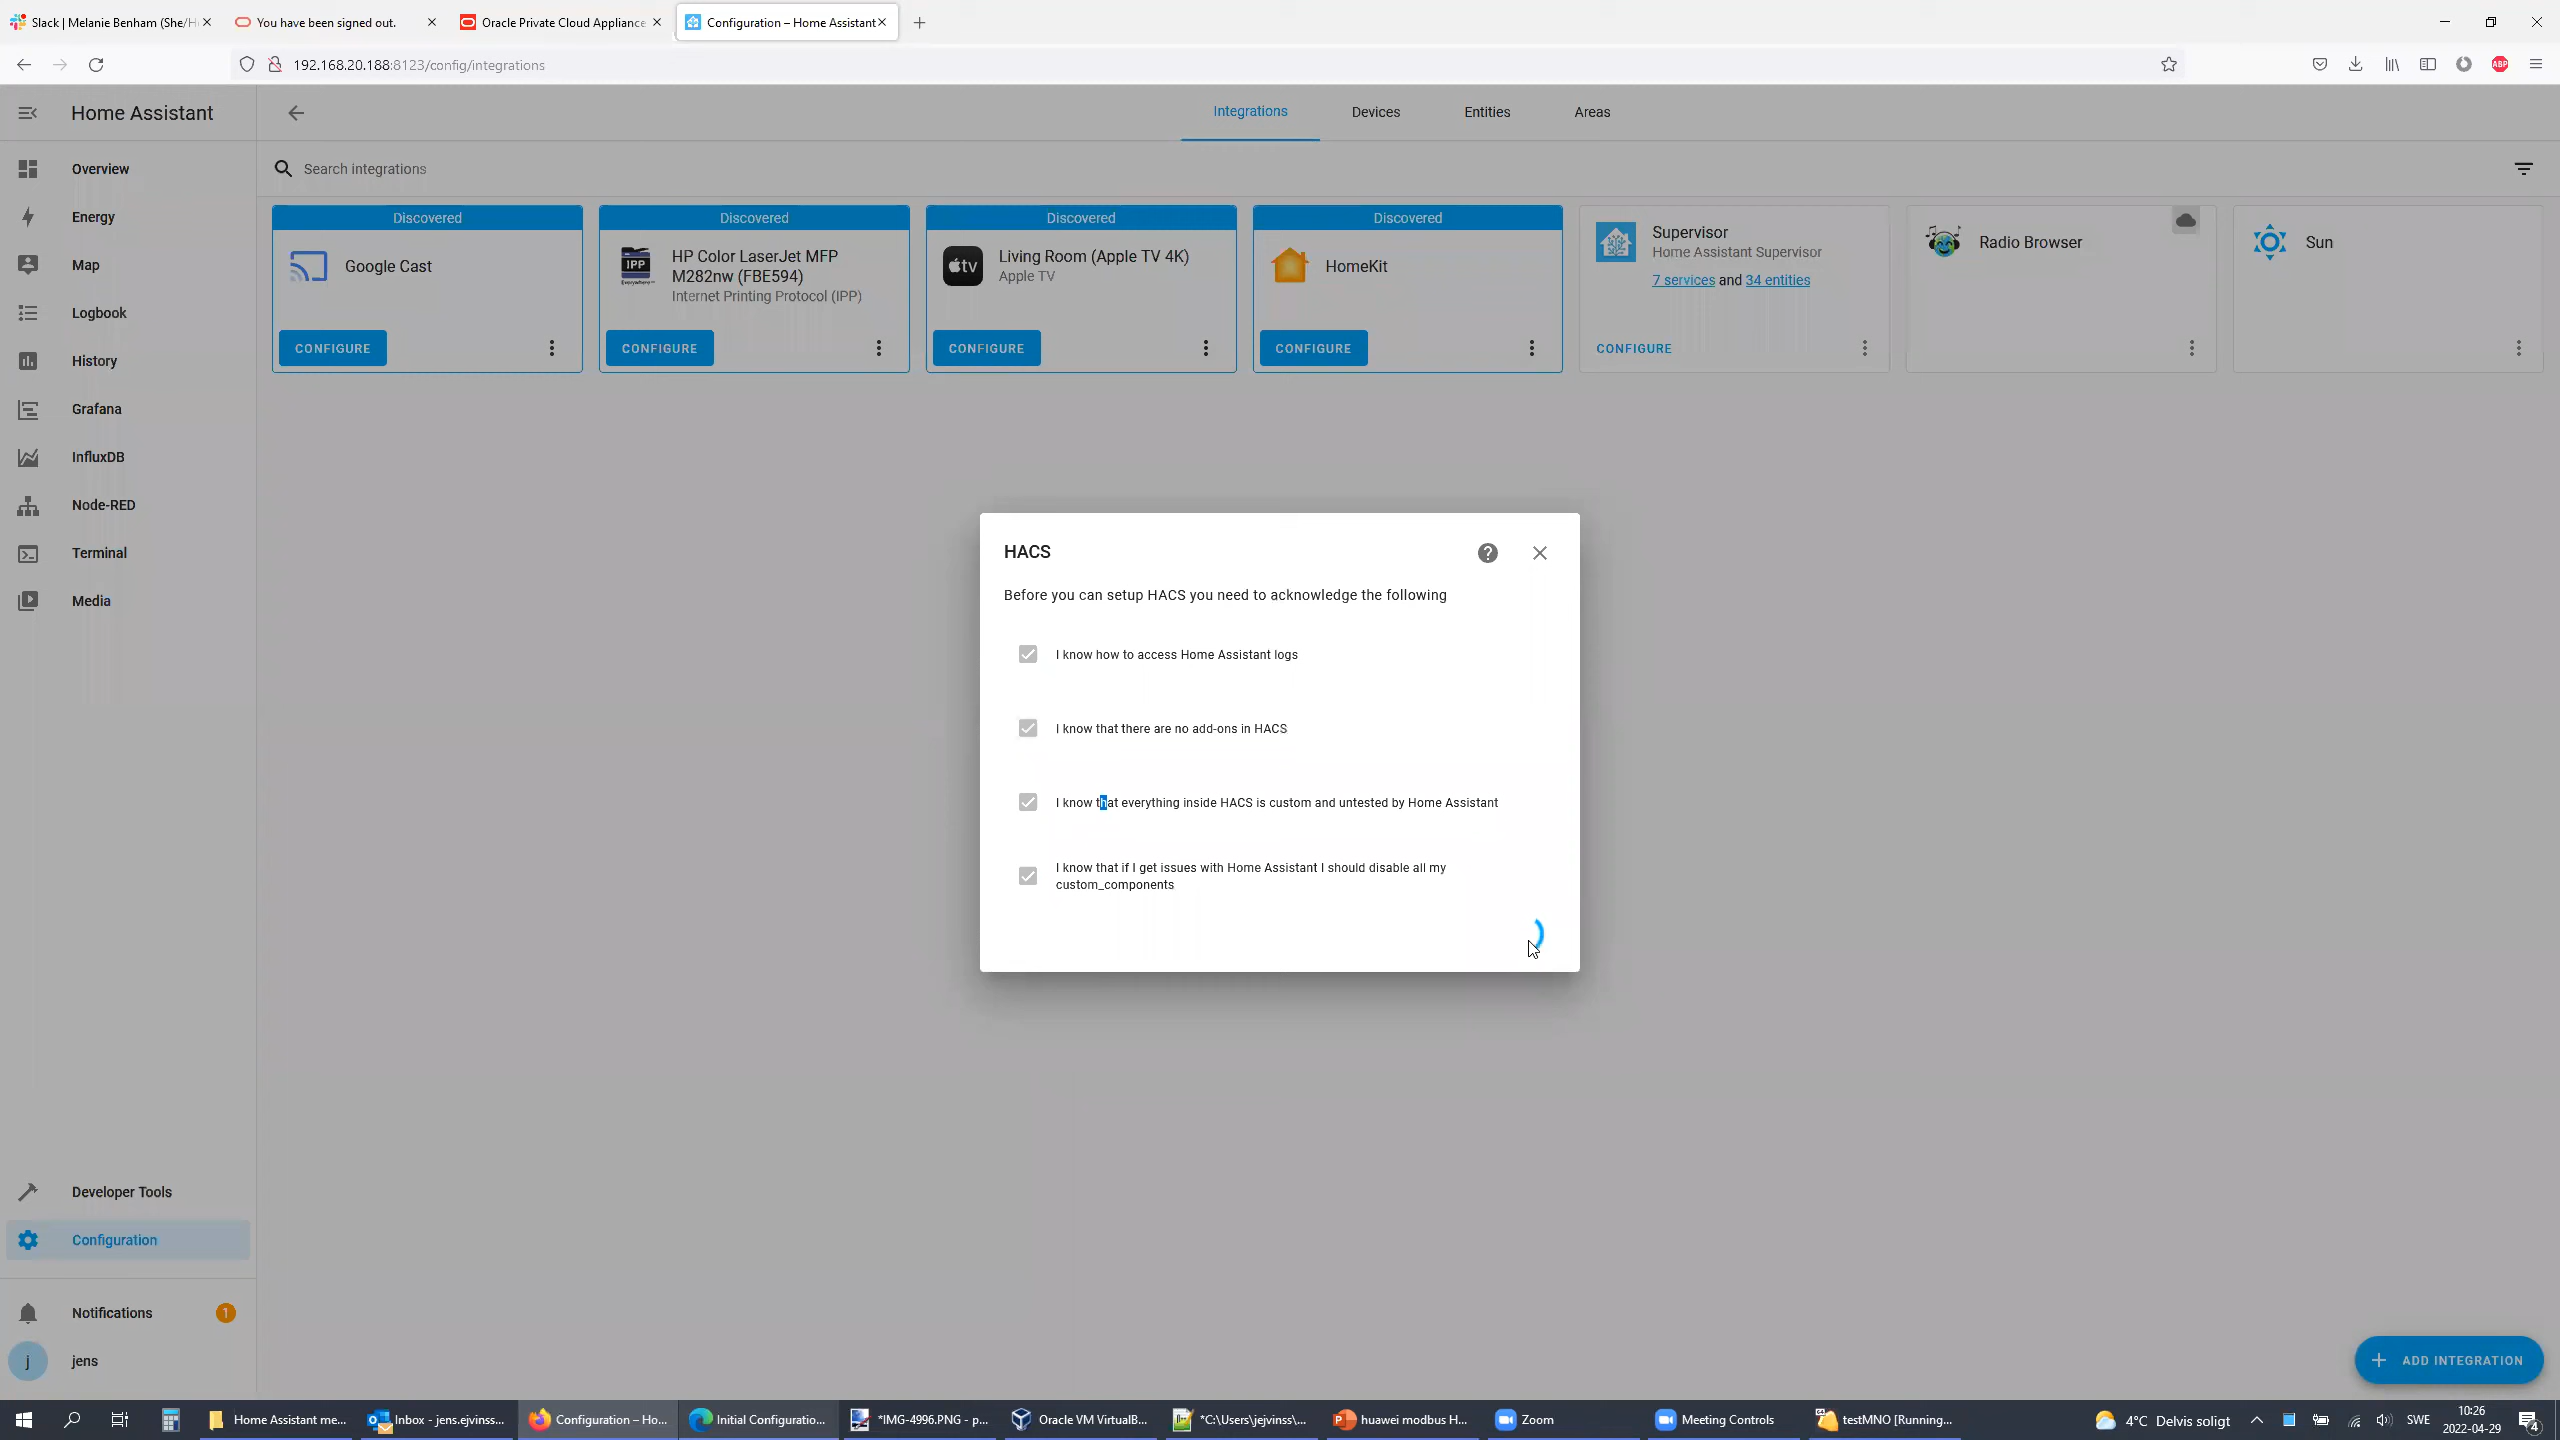 Slack | Melanie Benham (She/H
You have been signed out.
Oracle Private Cloud Appliance
Configuration – Home Assistant
192.168.20.188:8123/config/integrations
ABP
Home Assistant
Integrations
Devices
Entities
Areas
Overview
Energy
Map
Logbook
History
Grafana
InfluxDB
Node-RED
Terminal
Media
Developer Tools
Configuration
Notifications
1
j
jens
Search integrations
Discovered
Google Cast
CONFIGURE
Discovered
IPP
HP Color LaserJet MFP
M282nw (FBE594)
Internet Printing Protocol (IPP)
CONFIGURE
Discovered
tv
Living Room (Apple TV 4K)
Apple TV
CONFIGURE
Discovered
HomeKit
CONFIGURE
Supervisor
Home Assistant Supervisor
7 services and 34 entities
CONFIGURE
Radio Browser
Sun
HACS
Before you can setup HACS you need to acknowledge the following
I know how to access Home Assistant logs
I know that there are no add-ons in HACS
I know that everything inside HACS is custom and untested by Home Assistant
I know that if I get issues with Home Assistant I should disable all my
custom_components
ADD INTEGRATION
Home Assistant me...
Inbox - jens.ejvinss...
Configuration – Ho...
Initial Configuratio...
*IMG-4996.PNG - p...
Oracle VM VirtualB...
*C:\Users\jejvinss\...
huawei modbus H...
Zoom
Meeting Controls
testMNO [Running...
4°C Delvis soligt
SWE
10:26
2022-04-29
4